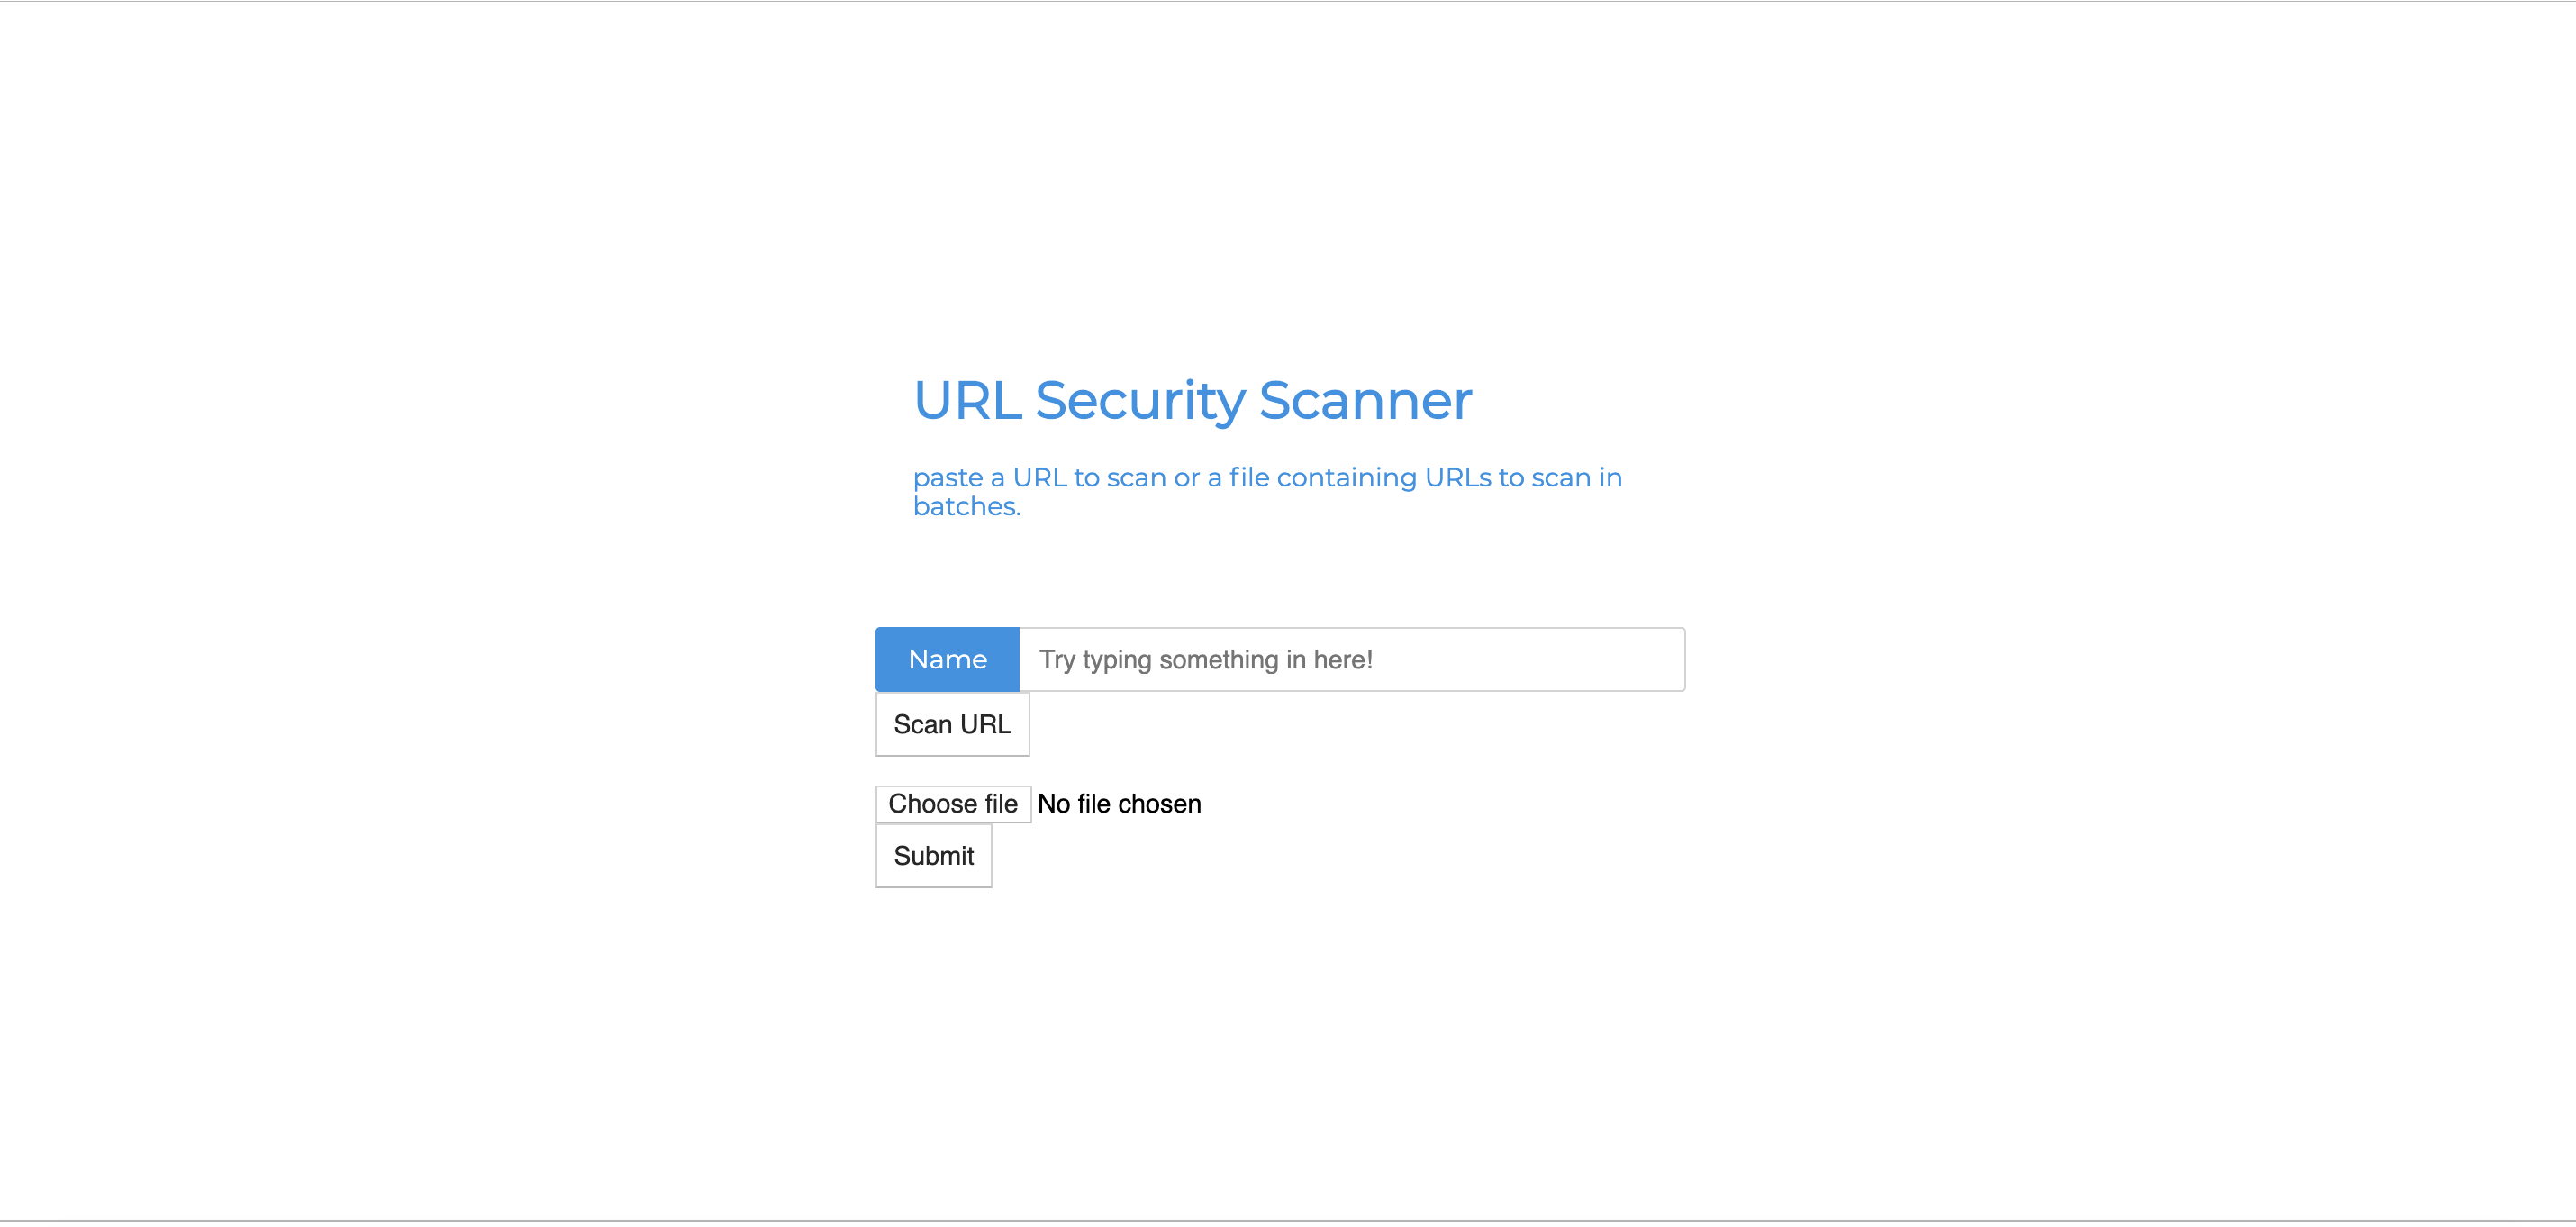 URL Security Scanner
paste a URL to scan or a file containing URLs to scan in
batches.
Name Try typing something in here!
Scan URL
Choose file No file chosen
Submit